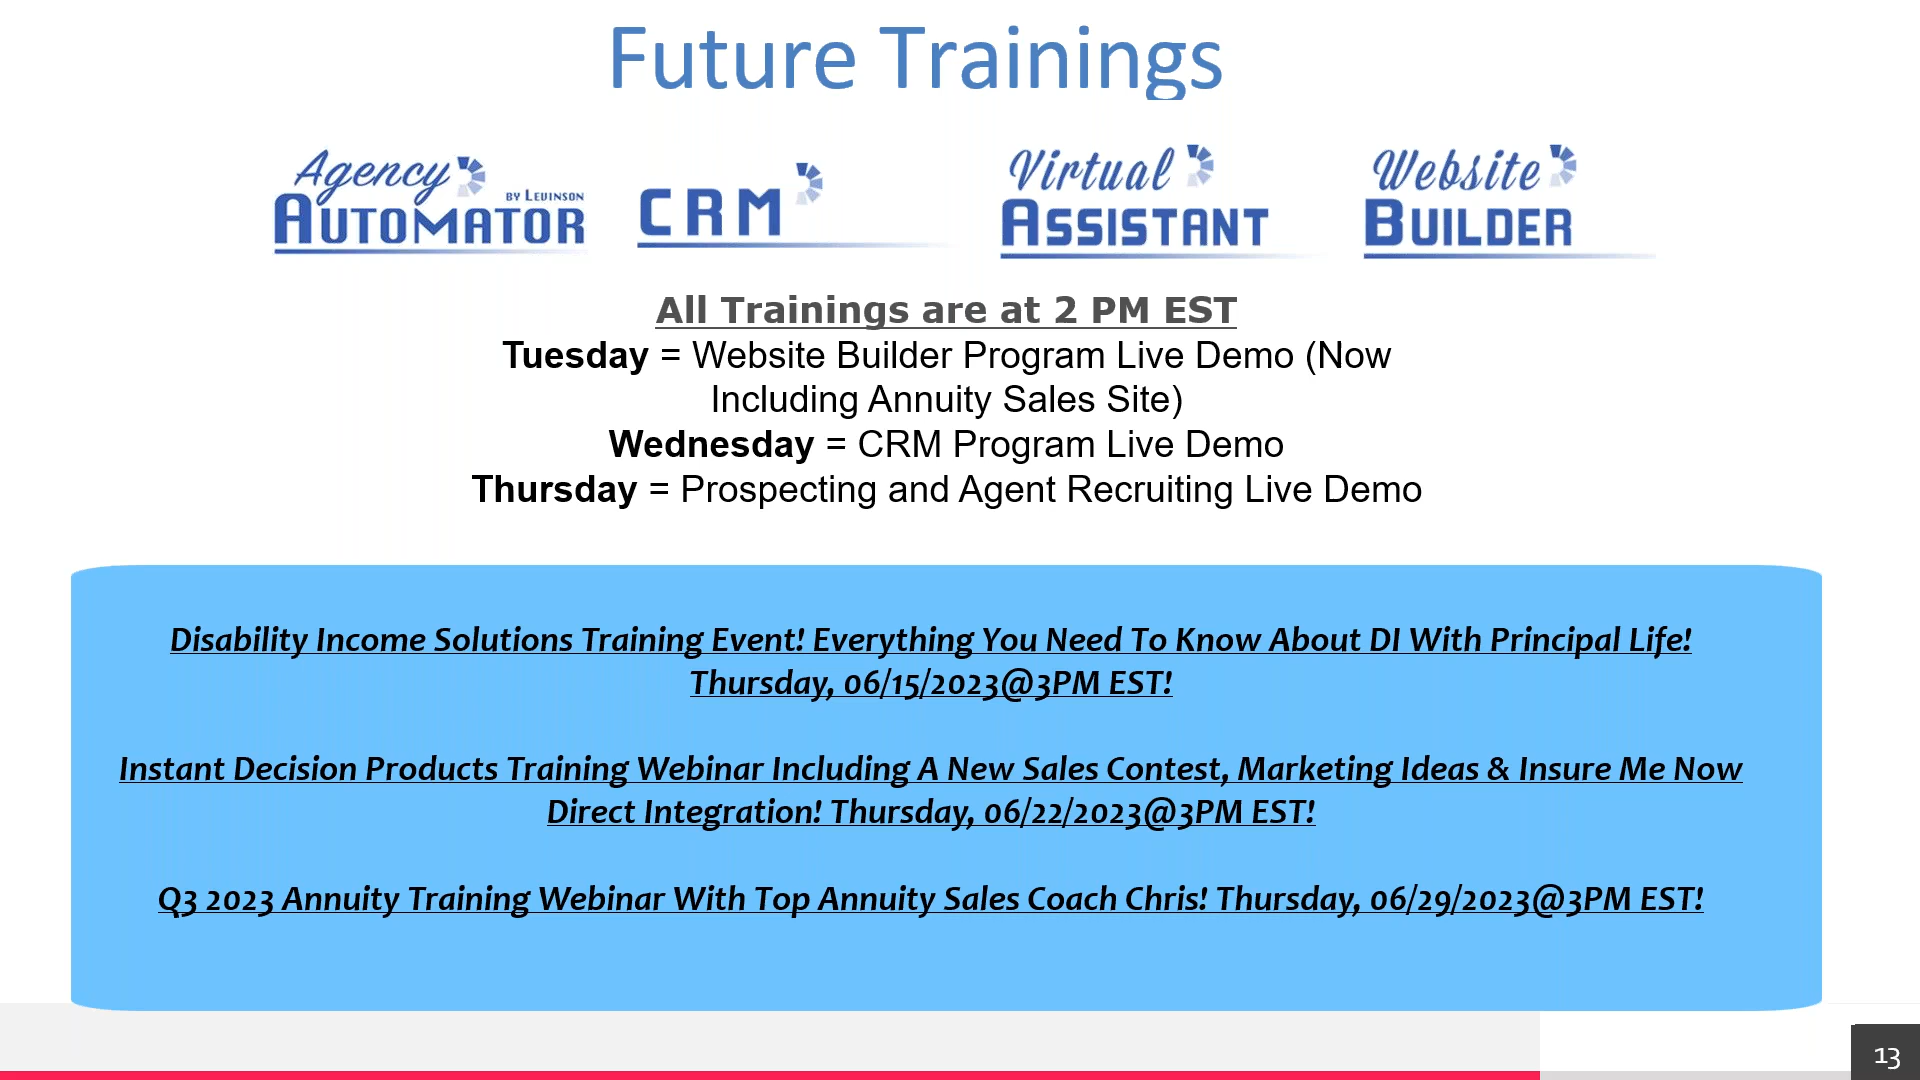 Future Trainings
Agency
BY LEVINSON
AUTOMATOR
CRM
Virtual
ASSISTANT
Website
BUILDER
All Trainings are at 2 PM EST
Tuesday = Website Builder Program Live Demo (Now
Including Annuity Sales Site)
Wednesday = CRM Program Live Demo
Thursday = Prospecting and Agent Recruiting Live Demo
Disability Income Solutions Training Event! Everything You Need To Know About DI With Principal Life!
Thursday, 06/15/2023@3PM EST!
Instant Decision Products Training Webinar Including A New Sales Contest, Marketing Ideas & Insure Me Now
Direct Integration! Thursday, 06/22/2023@3PM EST!
Q3 2023 Annuity Training Webinar With Top Annuity Sales Coach Chris! Thursday, 06/29/2023@3PM EST!
13